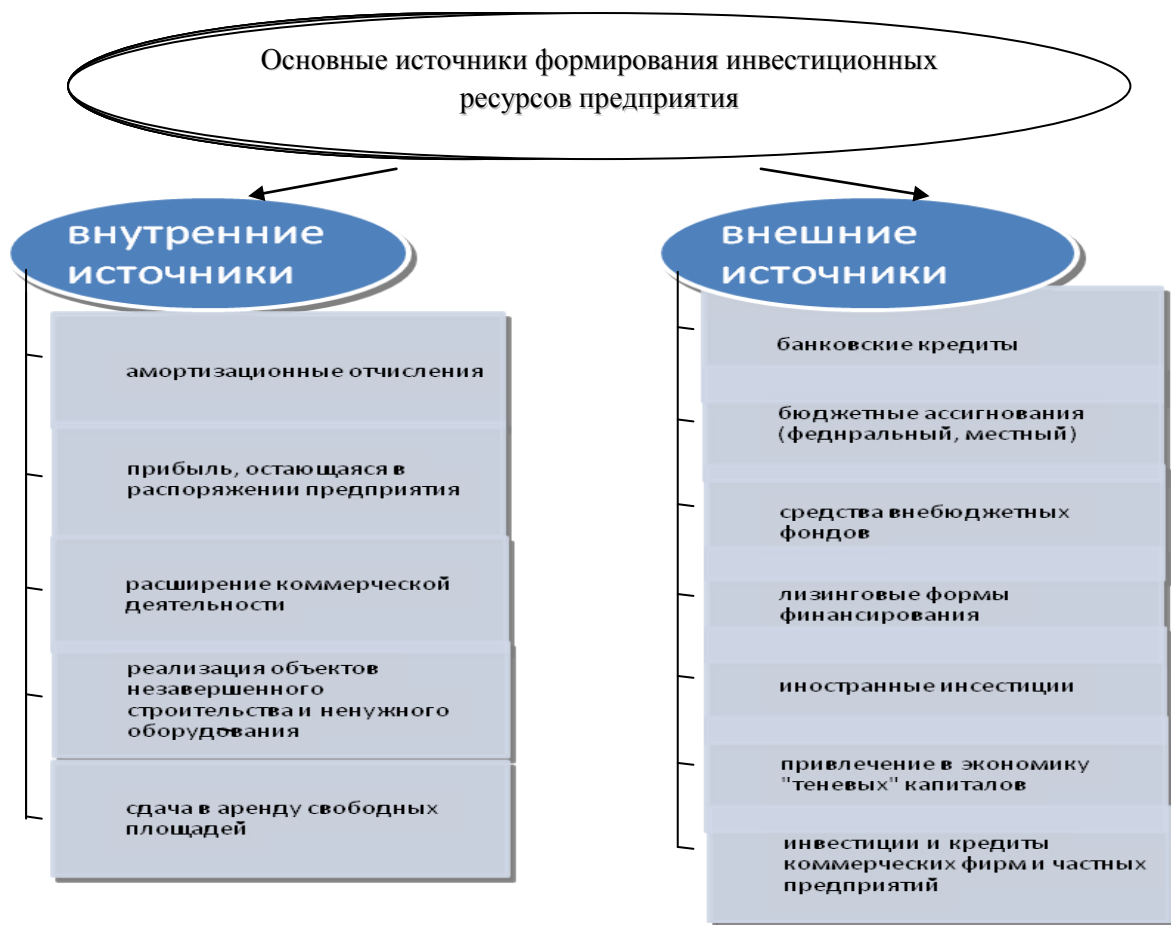 Основные источники формирования инвестиционных
ресурсов предприятия
внутренние
источники
амортизационные отчисления
прибыль, остающаяся в
распоряжении предприятия
расширение коммерческой
деятельности
реализация объектов
незавершенного
строительства и ненужного
оборудования
сдача в аренду свободных
площадей
внешние
источники
банковские кредиты
бюджетные ассигнования
(феднральный, местный)
средства внебюджетных
фондов
лизинговые формы
финансирования
иностранные инсестиции
привлечение в экономику
"теневых" капиталов
инвестиции и кредиты
коммерческих фирм и частных
предприятий